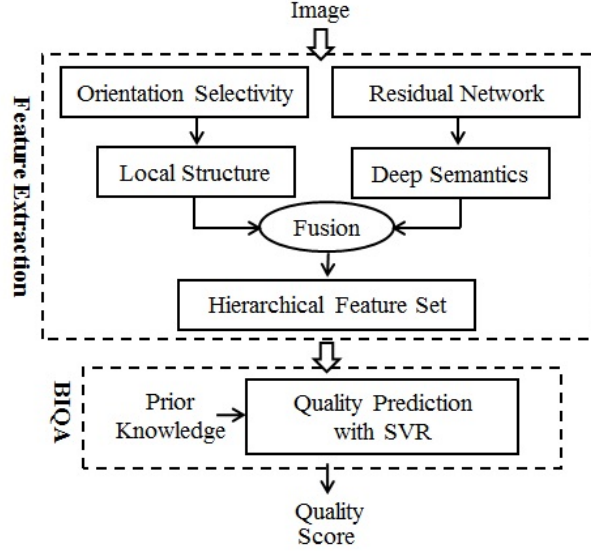 Image
Feature Extraction
Orientation Selectivity
Residual Network
Local Structure
Deep Semantics
Fusion
Hierarchical Feature Set
BIQA
Prior
Knowledge
Quality Prediction
with SVR
Quality
Score